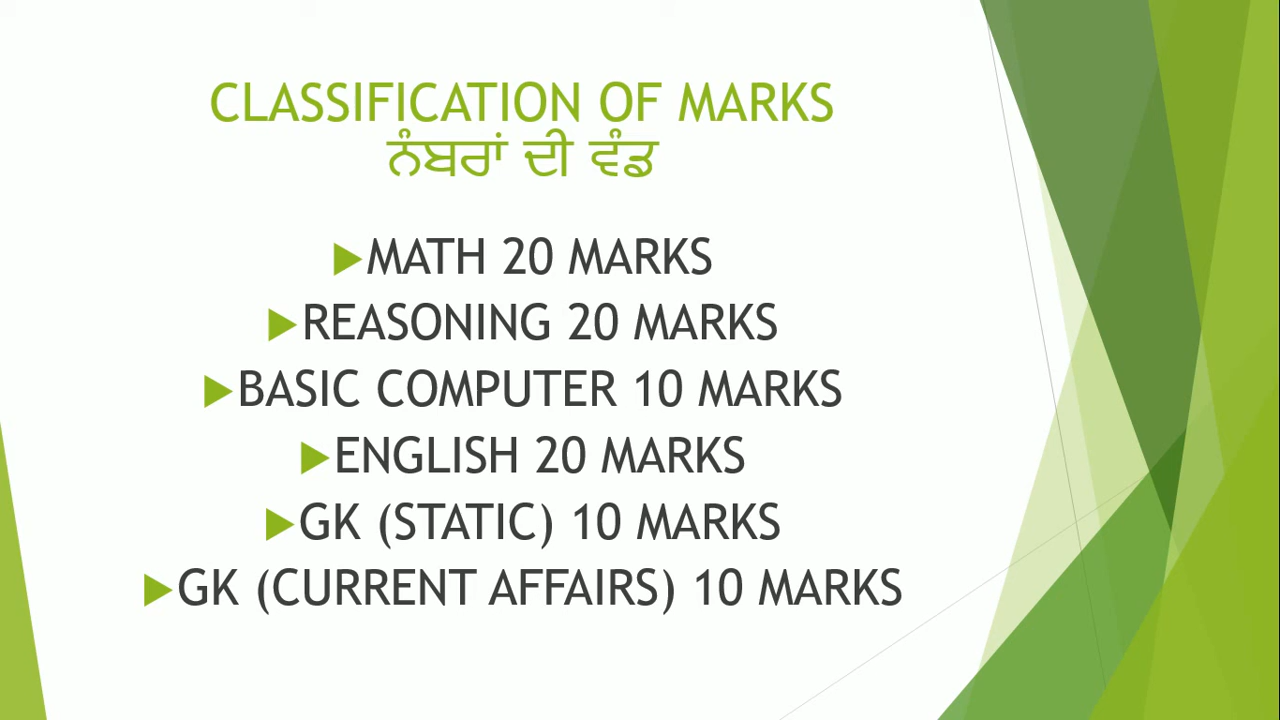 CLASSIFICATION OF MARKS
ਨੰਬਰਾਂ ਦੀ ਵੰਡ
MATH 20 MARKS
REASONING 20 MARKS
BASIC COMPUTER 10 MARKS
ENGLISH 20 MARKS
GK (STATIC) 10 MARKS
GK (CURRENT AFFAIRS) 10 MARKS